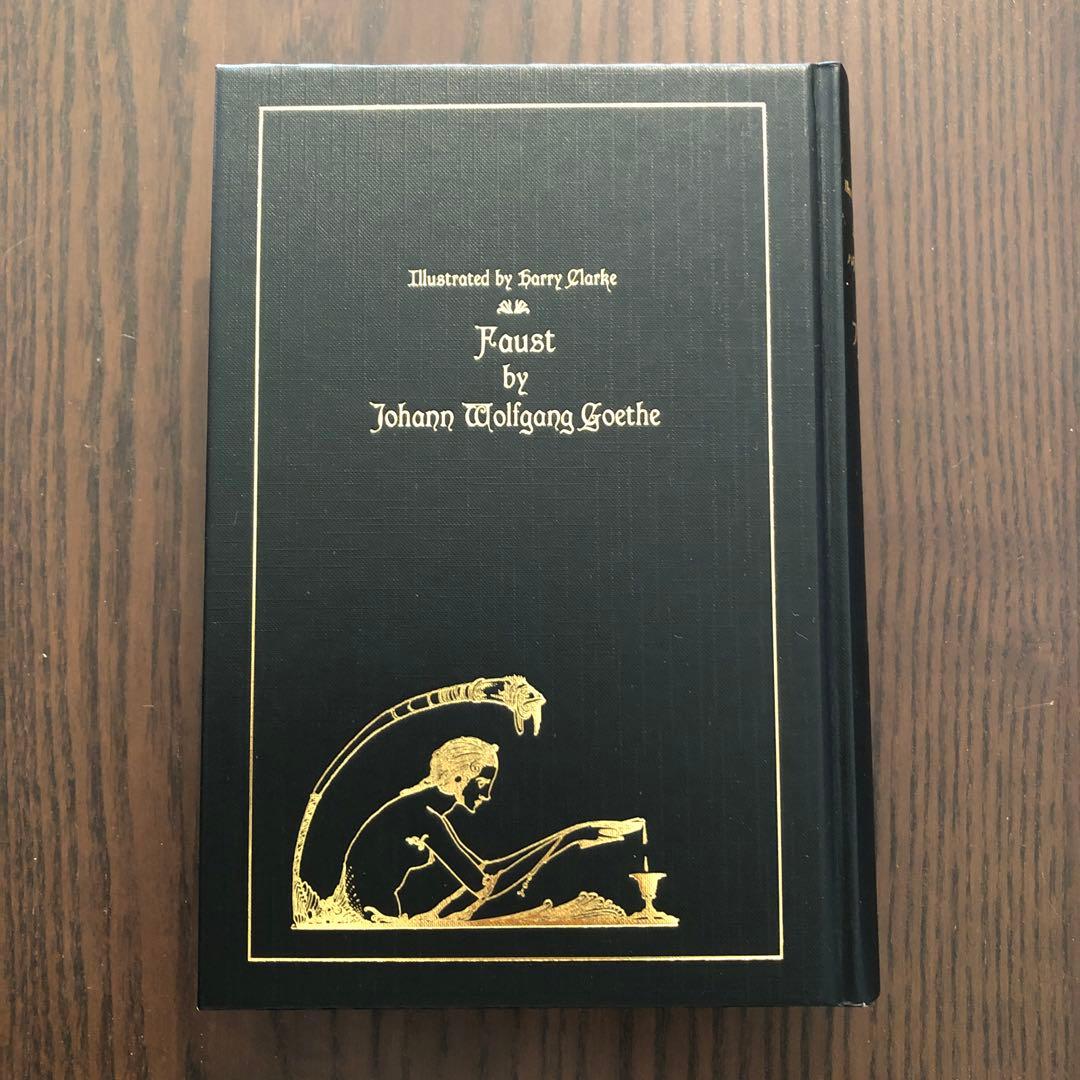 Illustrated by Harry Clarke
Faust
by
Johann Wolfgang Goethe